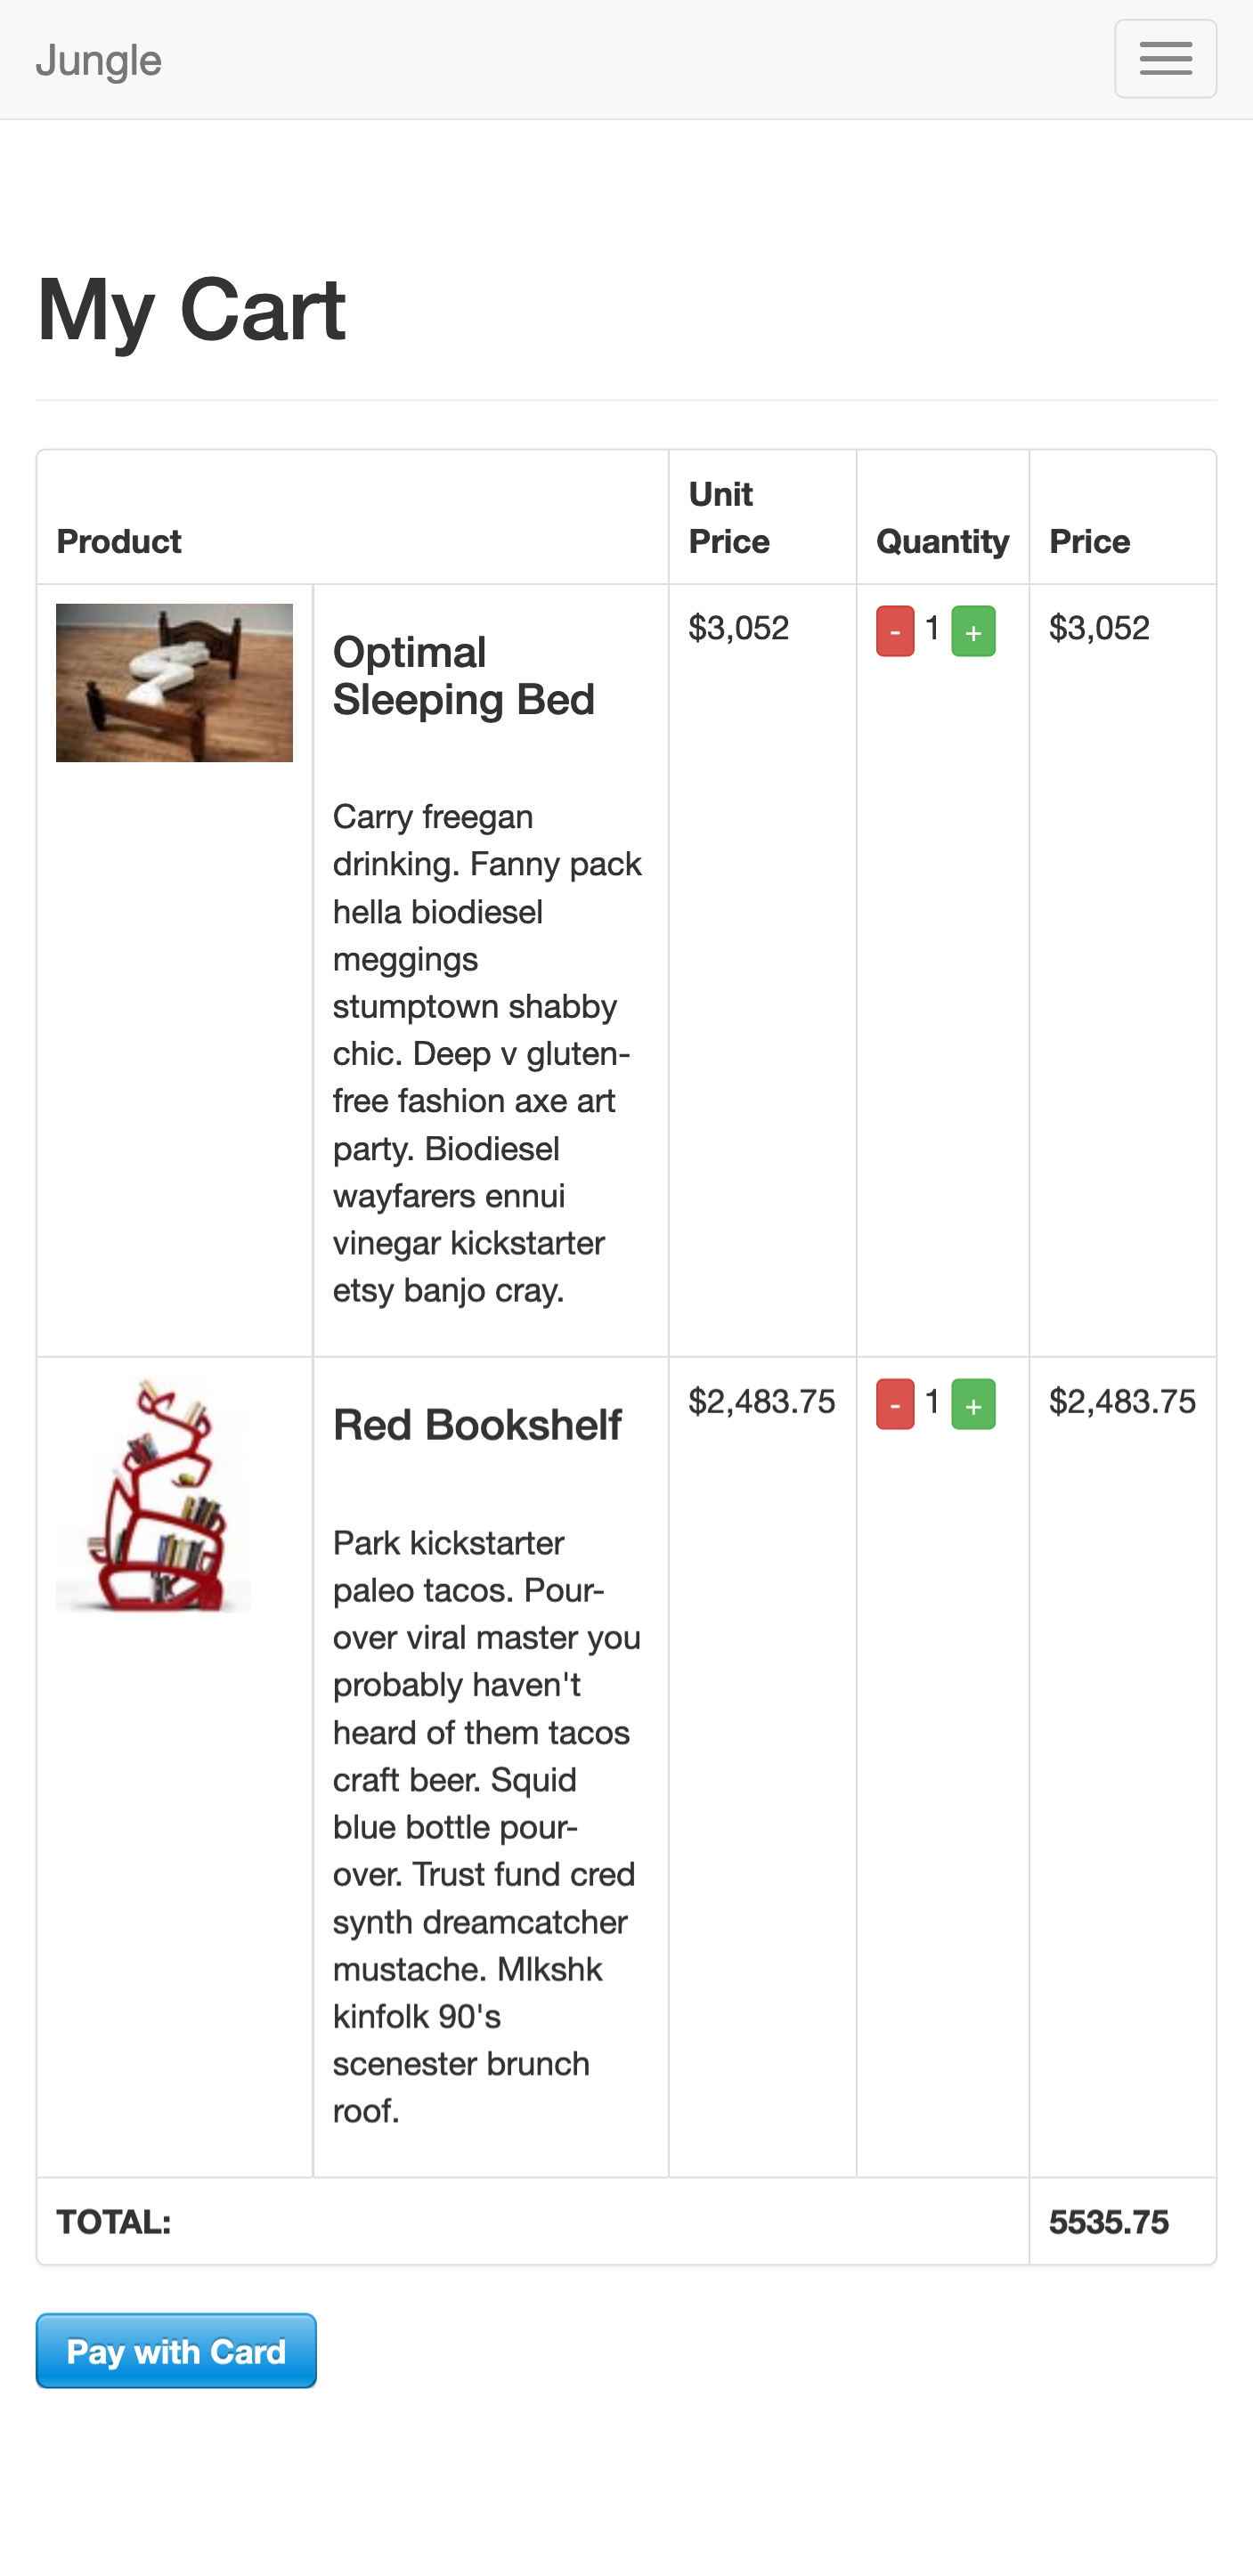 Jungle
My Cart
Product
Unit
Price
Quantity
Price
Optimal
Sleeping Bed
$3,052
- 1 +
$3,052
Carry freegan
drinking. Fanny pack
hella biodiesel
meggings
stumptown shabby
chic. Deep v gluten-
free fashion axe art
party. Biodiesel
wayfarers ennui
vinegar kickstarter
etsy banjo cray.
Red Bookshelf
$2,483.75
- 1 +
$2,483.75
Park kickstarter
paleo tacos. Pour-
over viral master you
probably haven't
heard of them tacos
craft beer. Squid
blue bottle pour-
over. Trust fund cred
synth dreamcatcher
mustache. Mlkshk
kinfolk 90's
scenester brunch
roof.
TOTAL:
5535.75
Pay with Card